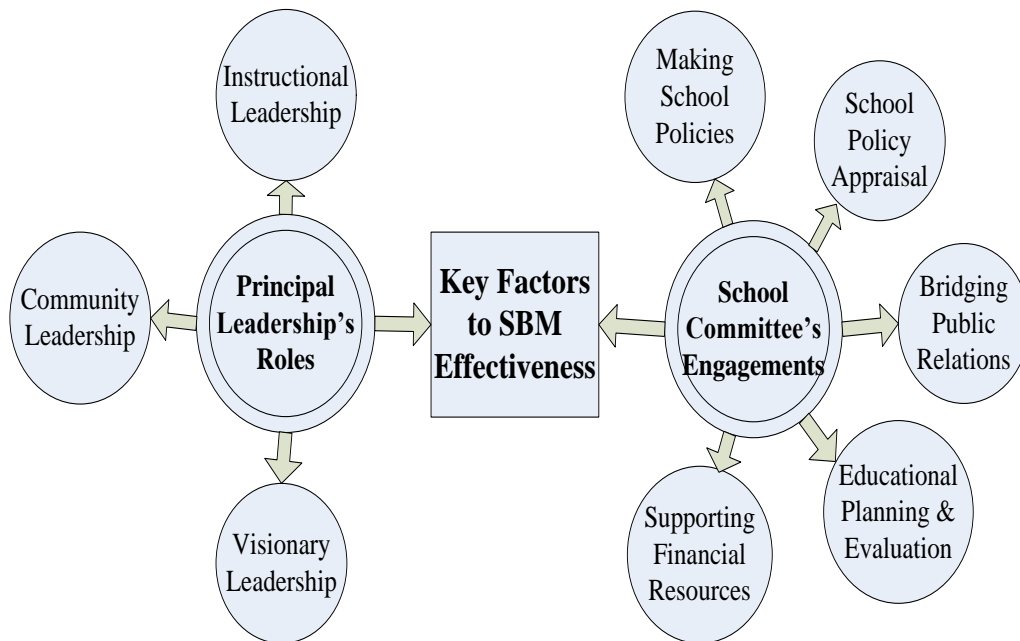 Instructional
Leadership
Community
Leadership
Principal
Leadership's
Roles
Visionary
Leadership
Key Factors
to SBM
Effectiveness
Making
School
Policies
School
Policy
Appraisal
School
Committee's
Engagements
Bridging
Public
Relations
Educational
Planning &
Evaluation
Supporting
Financial
Resources